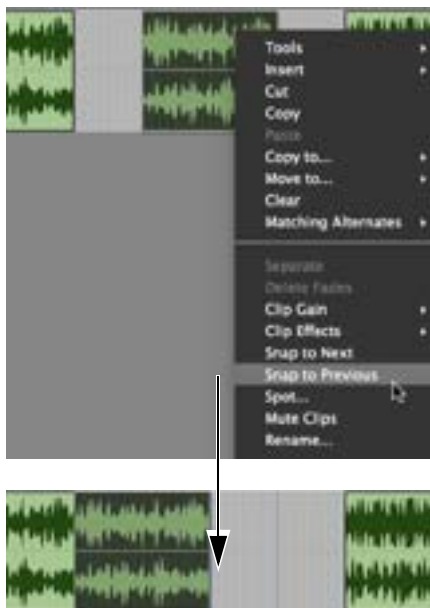 Tools
Insert
Cut
Copy
Paste
Copy to...
Move to...
Clear
Matching Alternates
Separate
Delete Fades
Clip Gain
Clip Effects
Snap to Next
Snap to Previous
Spot...
Mute Clips
Rename...